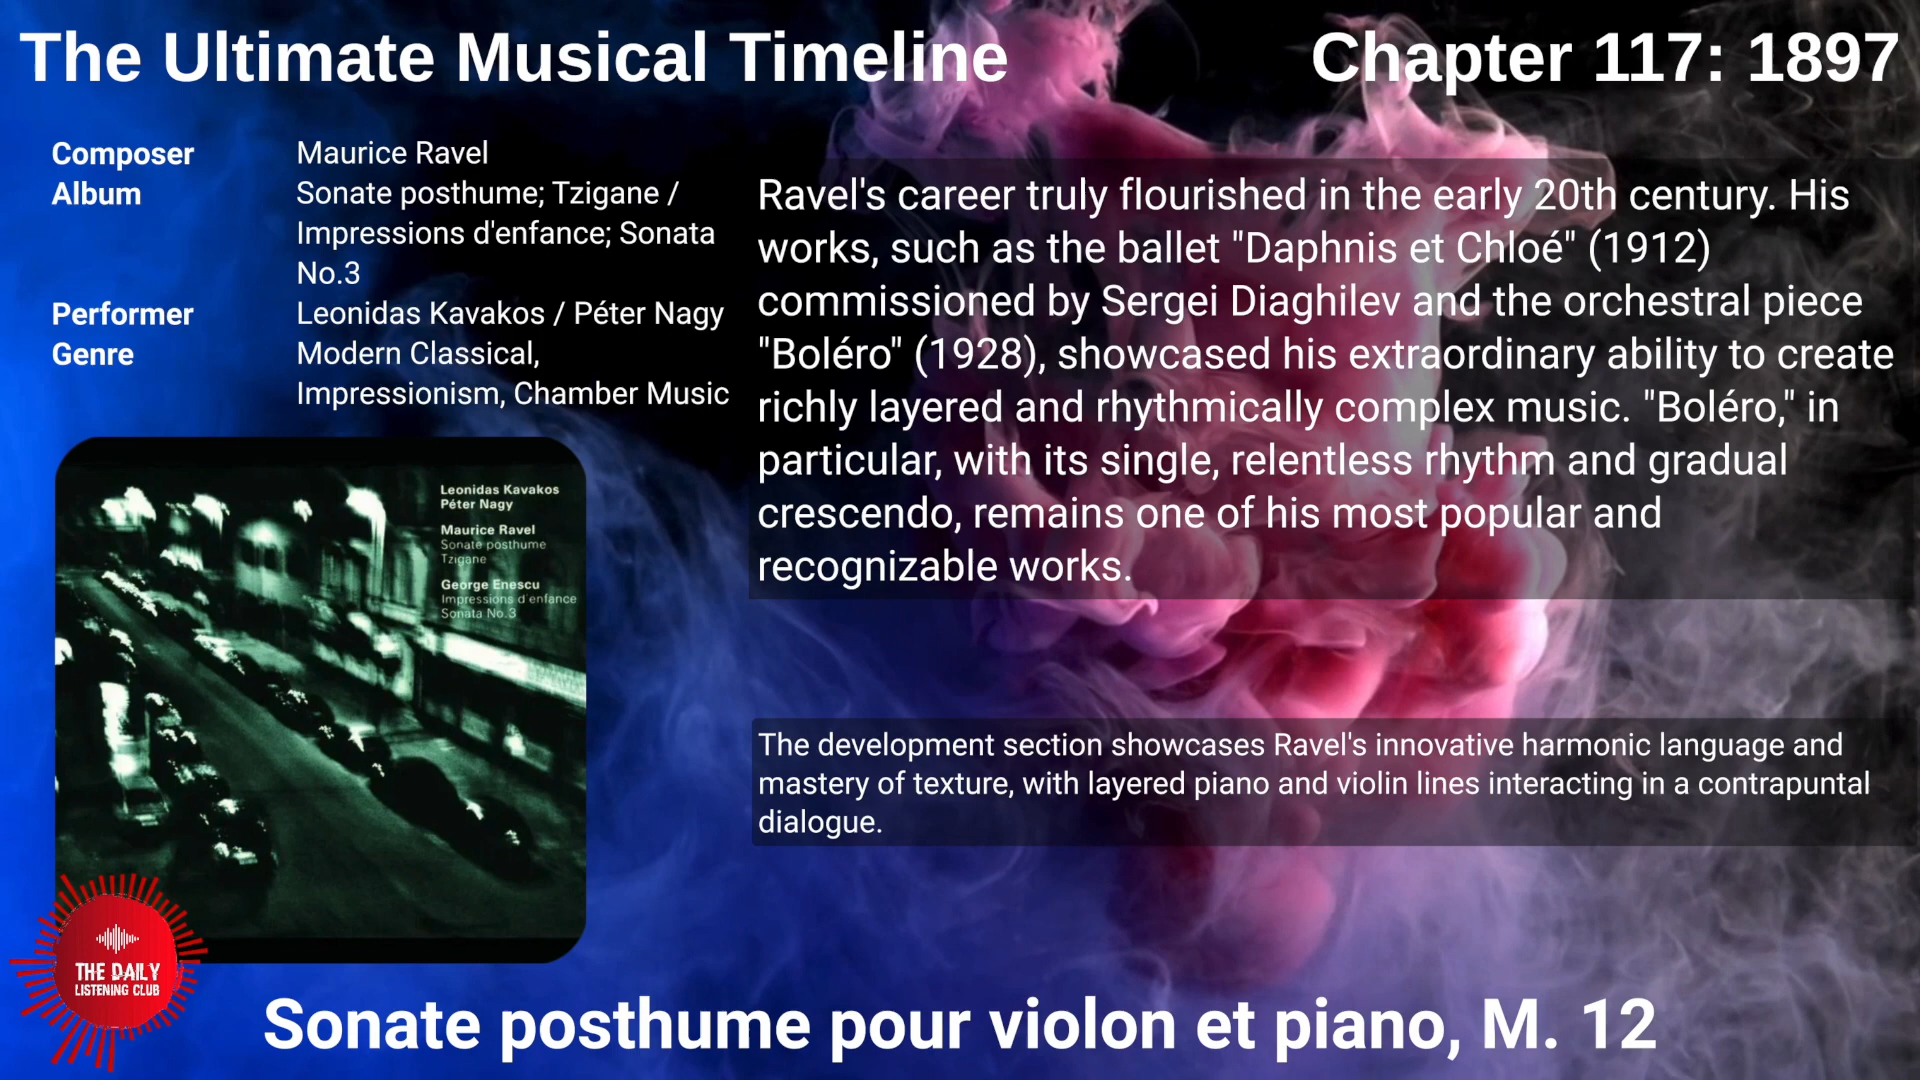 The Ultimate Musical Timeline
Chapter 117: 1897
Composer
Maurice Ravel
Album
Sonate posthume; Tzigane /
Impressions d'enfance; Sonata
No.3
Performer
Leonidas Kavakos / Péter Nagy
Genre
Modern Classical,
Impressionism, Chamber Music
Ravel's career truly flourished in the early 20th century. His
works, such as the ballet "Daphnis et Chloé" (1912)
commissioned by Sergei Diaghilev and the orchestral piece
"Boléro" (1928), showcased his extraordinary ability to create
richly layered and rhythmically complex music. "Boléro," in
particular, with its single, relentless rhythm and gradual
crescendo, remains one of his most popular and
recognizable works.
Leonidas Kavakos
Péter Nagy
Maurice Ravel
Sonate posthume
Tzigane
George Enescu
Impressions d'enfance
Sonata No.3
The development section showcases Ravel's innovative harmonic language and
mastery of texture, with layered piano and violin lines interacting in a contrapuntal
dialogue.
THE DAILY
LISTENING CLUB
Sonate posthume pour violon et piano, M. 12